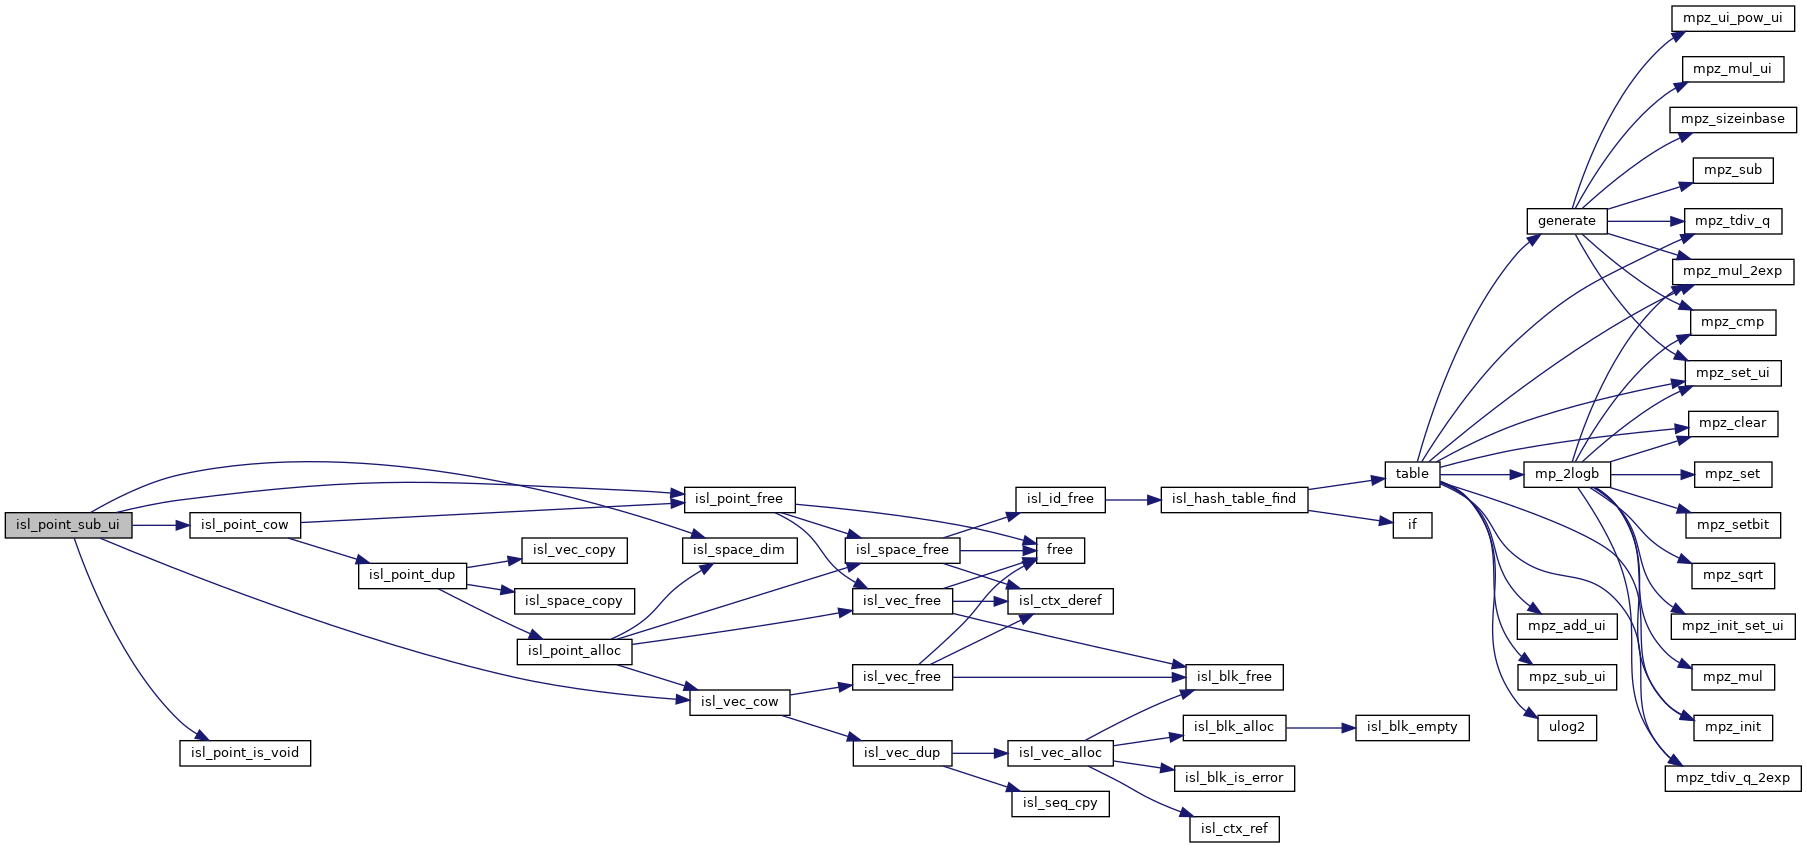 isl_point_sub_ui
isl_point_cow
isl_point_is_void
isl_point_dup
isl_vec_copy
isl_space_copy
isl_point_alloc
isl_point_free
isl_space_dim
isl_vec_cow
isl_space_free
isl_vec_free
isl_vec_free
isl_vec_dup
isl_id_free
free
isl_ctx_deref
isl_vec_alloc
isl_seq_cpy
isl_hash_table_find
isl_blk_free
isl_blk_alloc
isl_blk_is_error
isl_ctx_ref
table
if
isl_blk_empty
generate
mp_2logb
mpz_add_ui
mpz_sub_ui
ulog2
mpz_ui_pow_ui
mpz_mul_ui
mpz_sizeinbase
mpz_sub
mpz_tdiv_q
mpz_mul_2exp
mpz_cmp
mpz_set_ui
mpz_clear
mpz_set
mpz_setbit
mpz_sqrt
mpz_init_set_ui
mpz_mul
mpz_init
mpz_tdiv_q_2exp